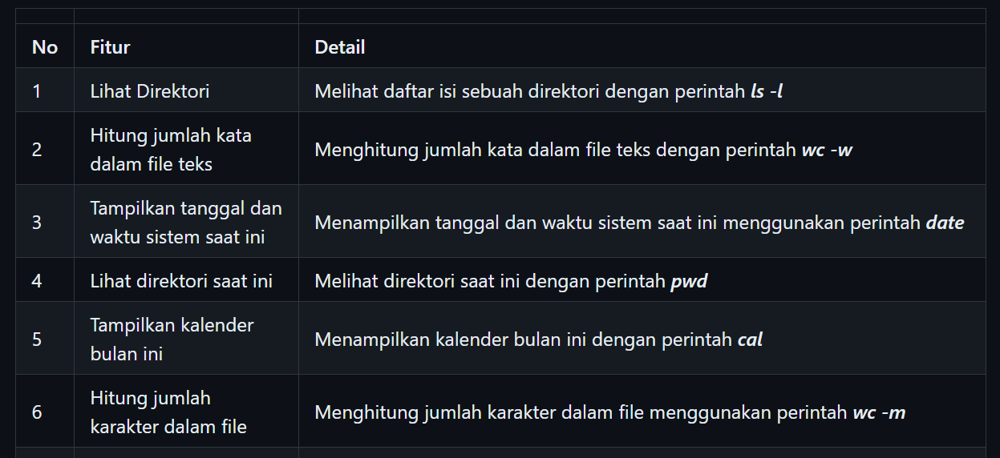 No Fitur Detail
1 Lihat Direktori Melihat daftar isi sebuah direktori dengan perintah ls -l
2 Hitung jumlah kata
dalam file teks Menghitung jumlah kata dalam file teks dengan perintah wc -w
3 Tampilkan tanggal dan
waktu sistem saat ini Menampilkan tanggal dan waktu sistem saat ini menggunakan perintah date
4 Lihat direktori saat ini Melihat direktori saat ini dengan perintah pwd
5 Tampilkan kalender
bulan ini Menampilkan kalender bulan ini dengan perintah cal
6 Hitung jumlah
karakter dalam file Menghitung jumlah karakter dalam file menggunakan perintah wc -m